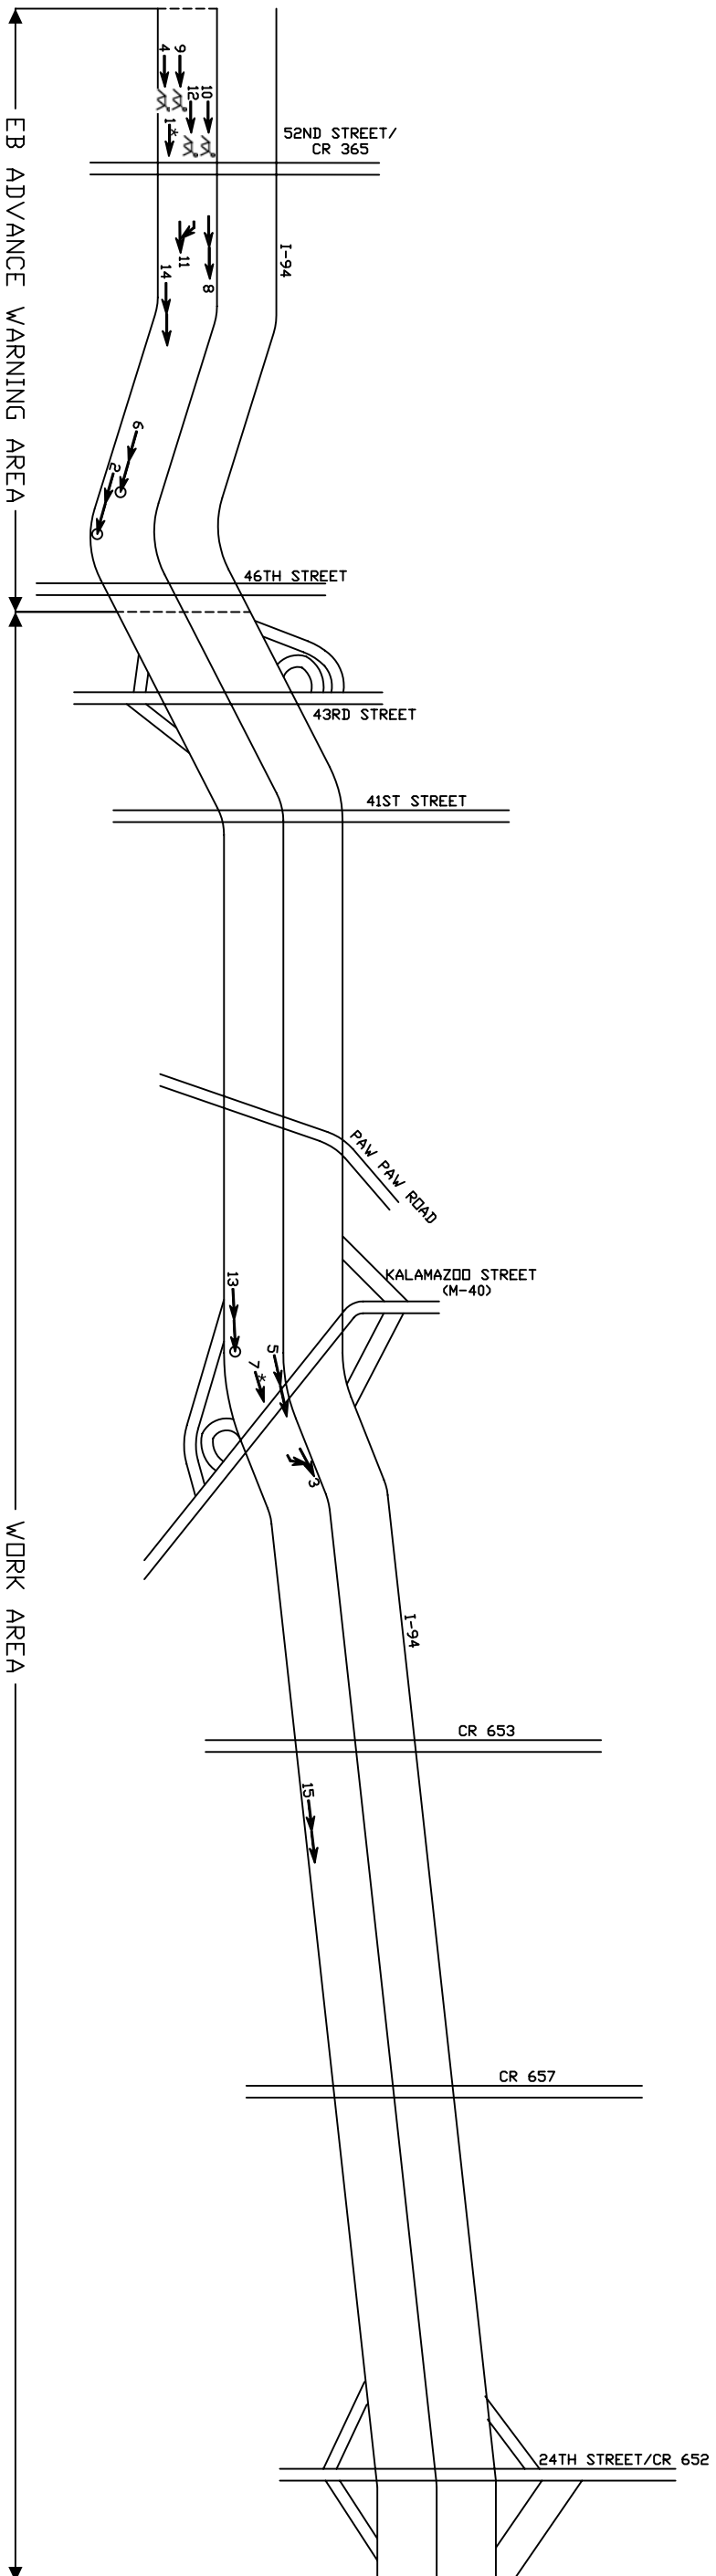 4
9
12
10
1*
52ND STREET/
CR 365
I-94
11
8
14
6
2
EB ADVANCE WARNING AREA
46TH STREET
43RD STREET
41ST STREET
PAW PAW ROAD
KALAMAZOO STREET
(M-40)
13
5
7*
3
WORK AREA
I-94
CR 653
15
CR 657
24TH STREET/CR 652